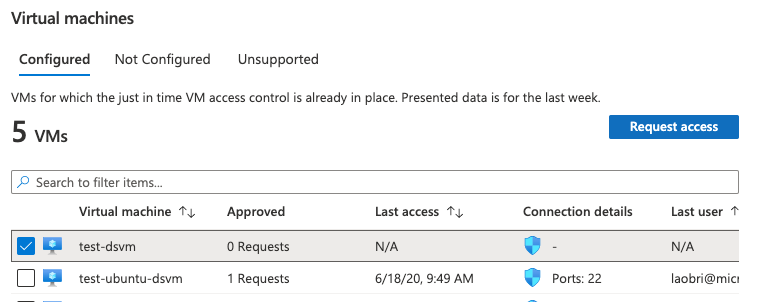 Virtual machines
Configured Not Configured Unsupported
VMs for which the just in time VM access control is already in place. Presented data is for the last week.
5 VMs
Request access
Search to filter items...
Virtual machine ↑↓ Approved Last access ↑↓ Connection details Last user ↑
test-dsvm 0 Requests N/A - N/A
test-ubuntu-dsvm 1 Requests 6/18/20, 9:49 AM Ports: 22 laobri@micr